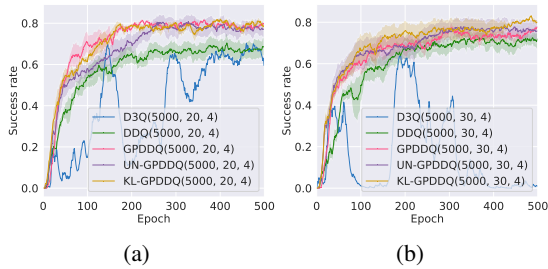 0.8
0.6
0.4
0.2
0.0
Success rate
D3Q(5000, 20, 4)
DDQ(5000, 20, 4)
GPDDQ(5000, 20, 4)
UN-GPDDQ(5000, 20, 4)
KL-GPDDQ(5000, 20, 4)
0 100 200 300 400 500
Epoch
(a)
0.8
0.6
0.4
0.2
0.0
Success rate
D3Q(5000, 30, 4)
DDQ(5000, 30, 4)
GPDDQ(5000, 30, 4)
UN-GPDDQ(5000, 30, 4)
KL-GPDDQ(5000, 30, 4)
0 100 200 300 400 500
Epoch
(b)